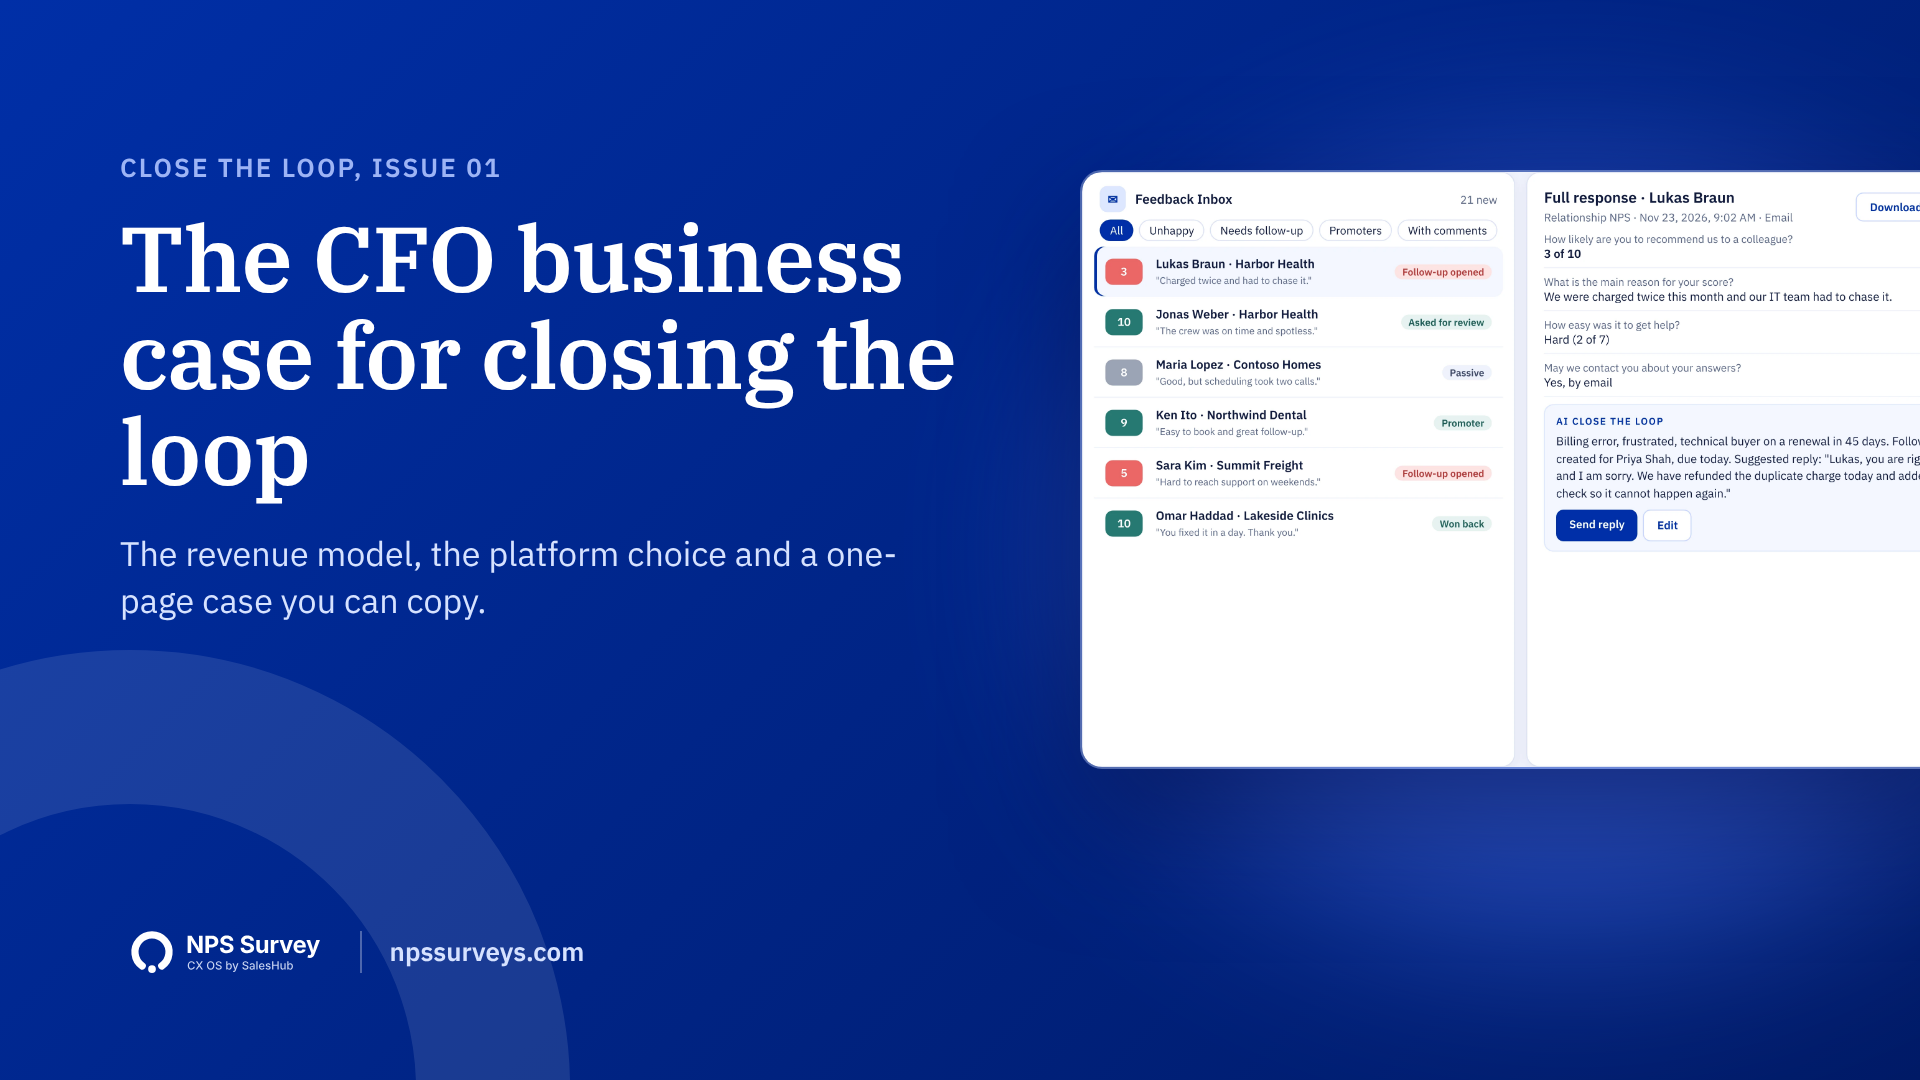 CLOSE THE LOOP, ISSUE 01
The CFO business
case for closing the
loop
The revenue model, the platform choice and a one-
page case you can copy.
NPS Survey
CX OS by SalesHub
npssurveys.com
Feedback Inbox
21 new
All
Unhappy
Needs follow-up
Promoters
With comments
3
Lukas Braun · Harbor Health
"Charged twice and had to chase it."
Follow-up opened
10
Jonas Weber · Harbor Health
"The crew was on time and spotless."
Asked for review
8
Maria Lopez · Contoso Homes
"Good, but scheduling took two calls."
Passive
9
Ken Ito · Northwind Dental
"Easy to book and great follow-up."
Promoter
5
Sara Kim · Summit Freight
"Hard to reach support on weekends."
Follow-up opened
10
Omar Haddad · Lakeside Clinics
"You fixed it in a day. Thank you."
Won back
Full response · Lukas Braun
Relationship NPS · Nov 23, 2026, 9:02 AM · Email
Download
How likely are you to recommend us to a colleague?
3 of 10
What is the main reason for your score?
We were charged twice this month and our IT team had to chase it.
How easy was it to get help?
Hard (2 of 7)
May we contact you about your answers?
Yes, by email
AI CLOSE THE LOOP
Billing error, frustrated, technical buyer on a renewal in 45 days. Follow
created for Priya Shah, due today. Suggested reply: "Lukas, you are rig
and I am sorry. We have refunded the duplicate charge today and adde
check so it cannot happen again."
Send reply
Edit